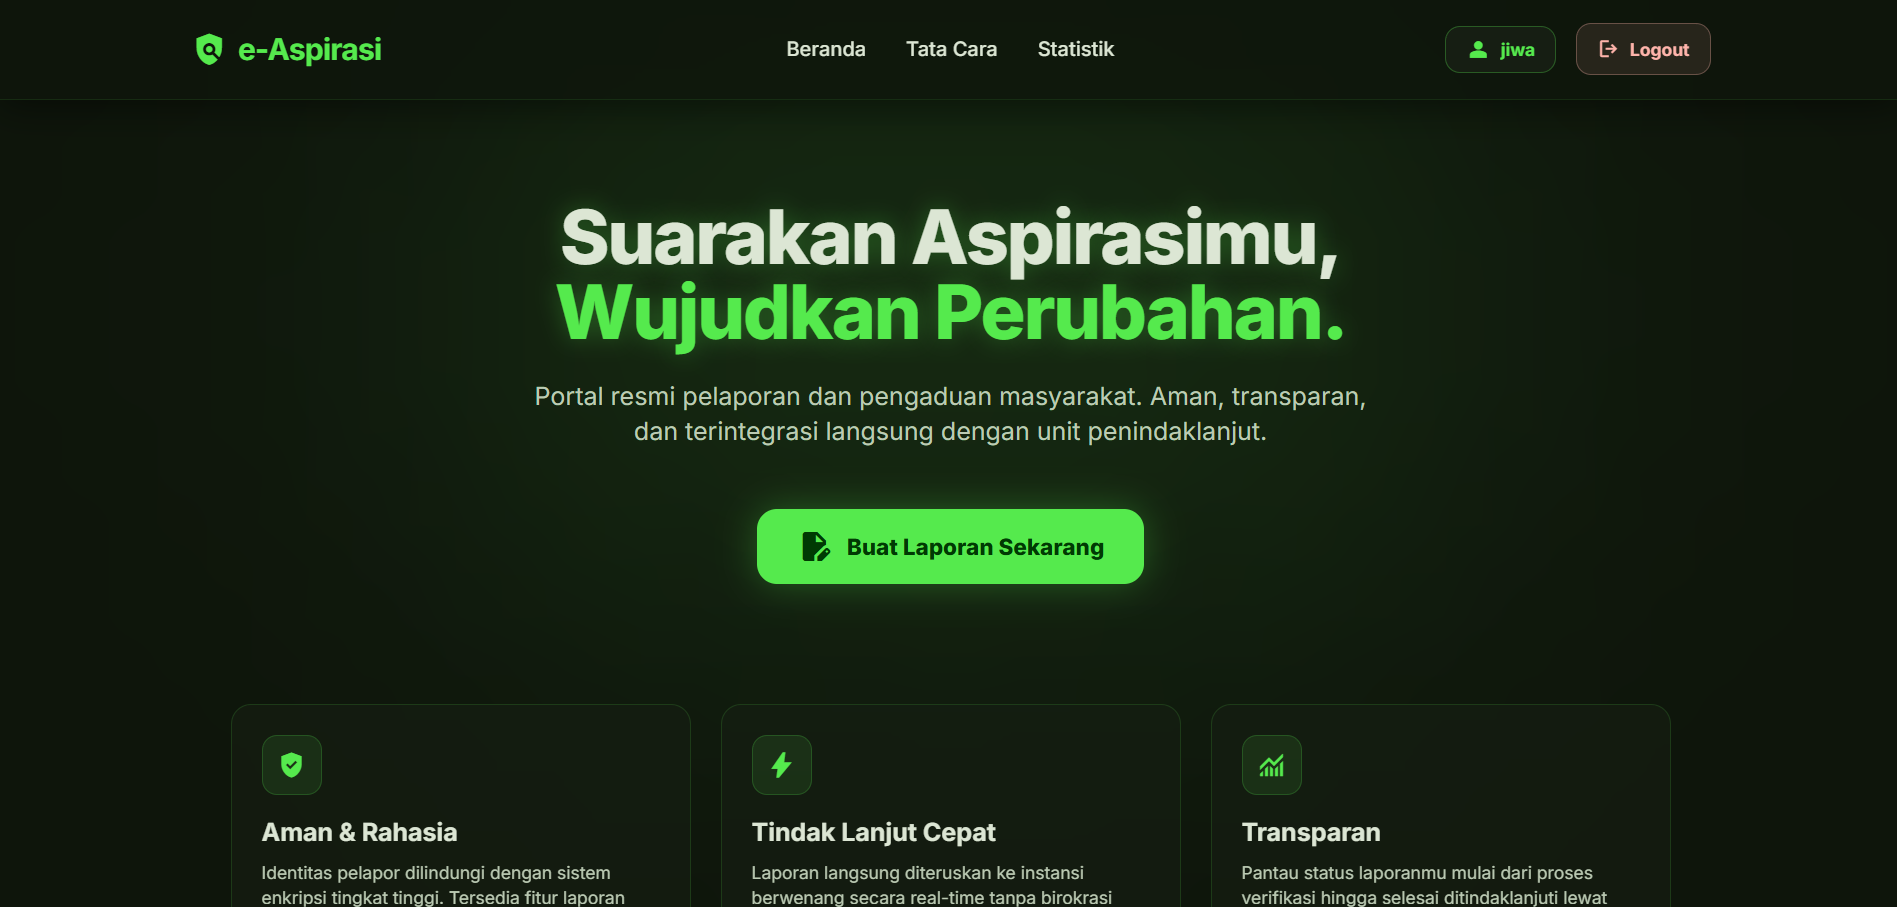 e-Aspirasi
Beranda
Tata Cara
Statistik
jiwa
Logout
Suarakan Aspirasimu,
Wujudkan Perubahan.
Portal resmi pelaporan dan pengaduan masyarakat. Aman, transparan,
dan terintegrasi langsung dengan unit penindaklanjut.
Buat Laporan Sekarang
Aman & Rahasia
Identitas pelapor dilindungi dengan sistem
enkripsi tingkat tinggi. Tersedia fitur laporan
Tindak Lanjut Cepat
Laporan langsung diteruskan ke instansi
berwenang secara real-time tanpa birokrasi
Transparan
Pantau status laporanmu mulai dari proses
verifikasi hingga selesai ditindaklanjuti lewat